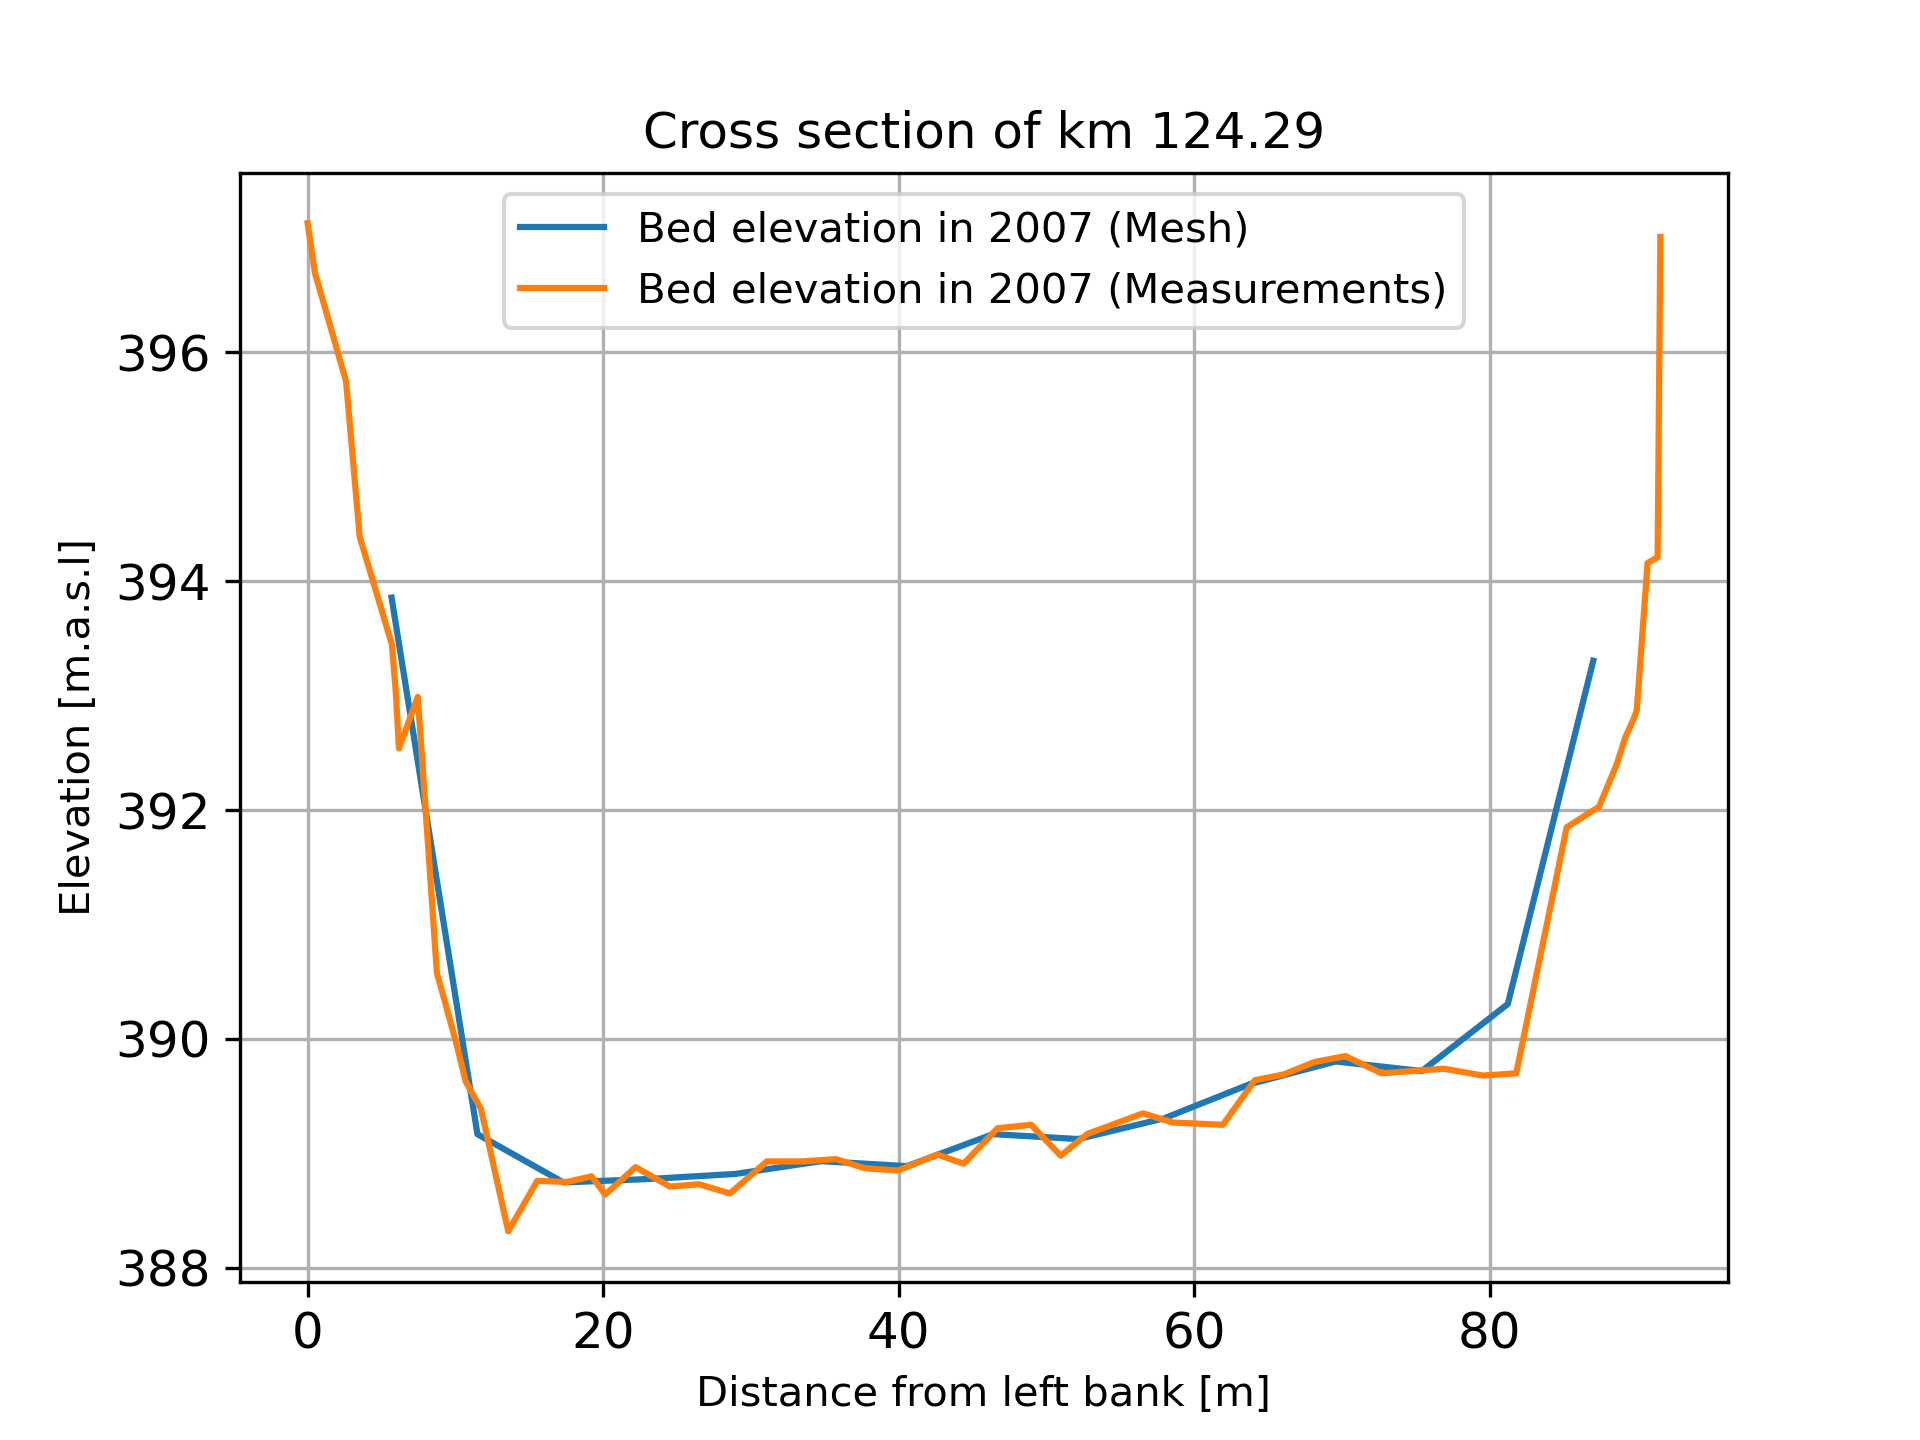 Cross section of km 124.29
Bed elevation in 2007 (Mesh)
Bed elevation in 2007 (Measurements)
Elevation [m.a.s.l]
396
394
392
390
388
0 20 40 60 80
Distance from left bank [m]